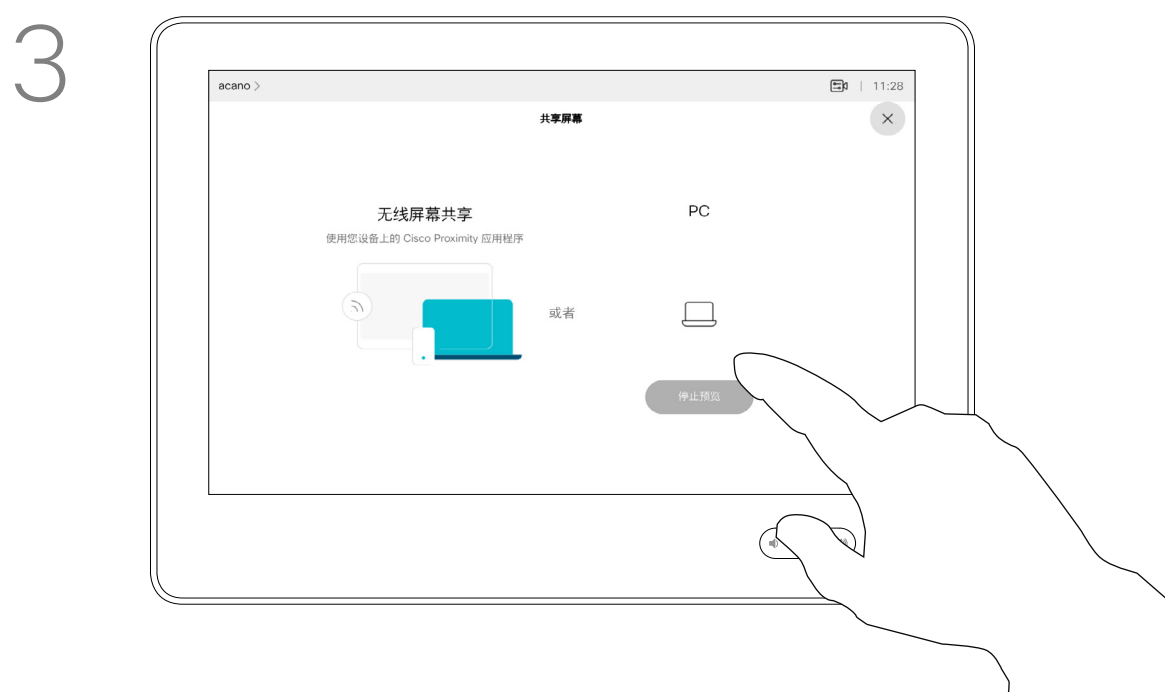 3
acano >
11:28
共享屏幕
无线屏幕共享
使用您设备上的 Cisco Proximity 应用程序
或者
PC
停止预览